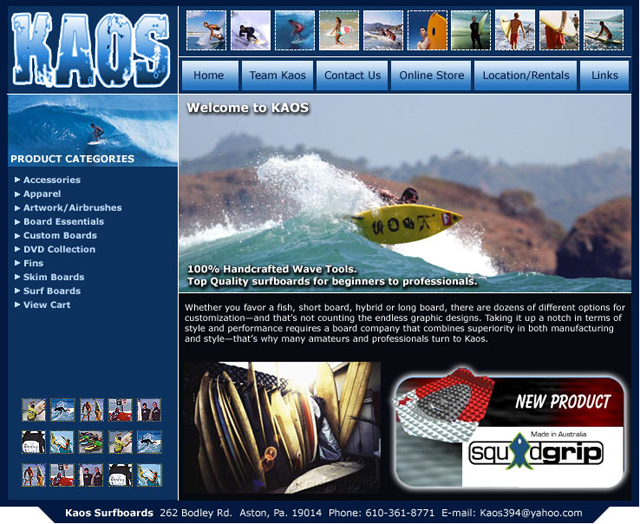 KAOS
Home
Team Kaos
Contact Us
Online Store
Location/Rentals
Links
PRODUCT CATEGORIES
Accessories
Apparel
Artwork/Airbrushes
Board Essentials
Custom Boards
DVD Collection
Fins
Skim Boards
Surf Boards
View Cart
Welcome to KAOS
100% Handcrafted Wave Tools.
Top Quality surfboards for beginners to professionals.
Whether you favor a fish, short board, hybrid or long board, there are dozens of different options for
customization—and that's not counting the endless graphic designs. Taking it up a notch in terms of
style and performance requires a board company that combines superiority in both manufacturing
and style—that's why many amateurs and professionals turn to Kaos.
NEW PRODUCT
Made in Australia
squidgrip
Kaos Surfboards 262 Bodley Rd. Aston, Pa. 19014 Phone: 610-361-8771 E-mail: Kaos394@yahoo.com